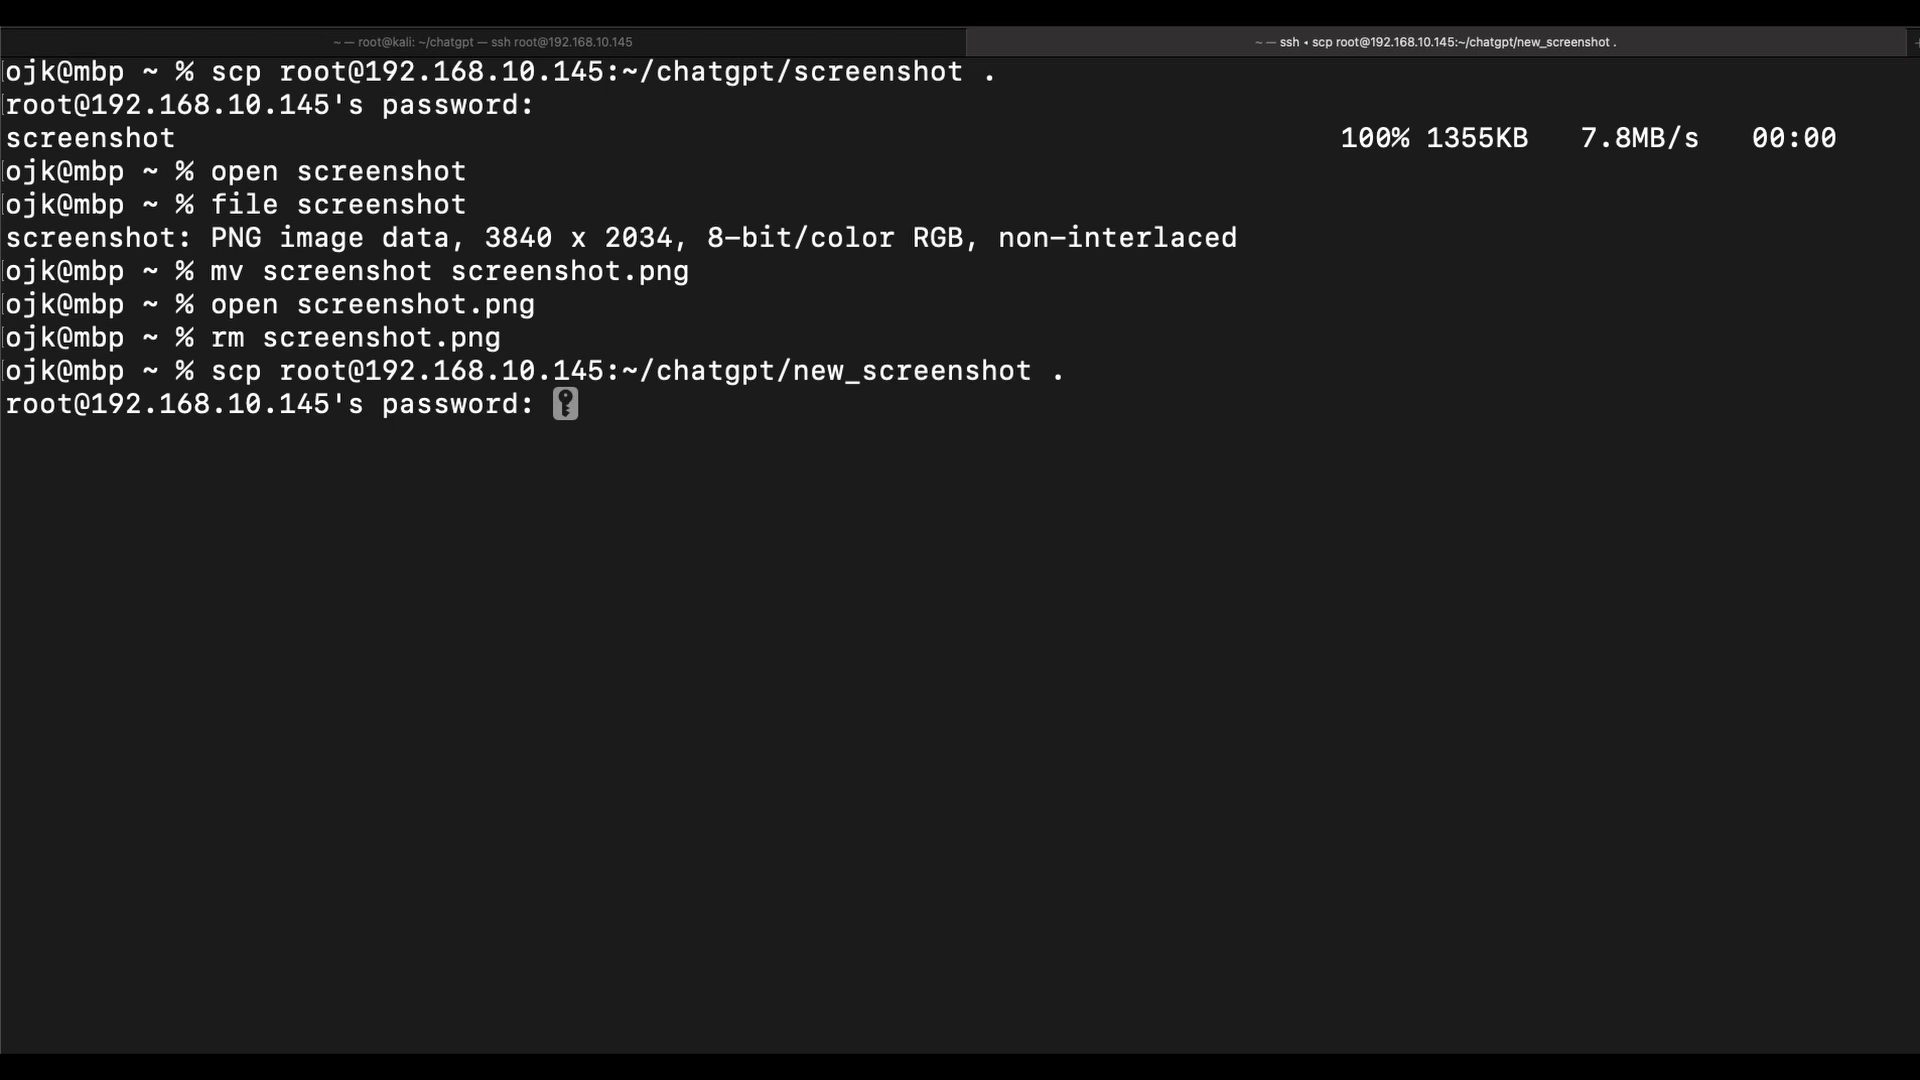 ~ — root@kali: ~/chatgpt — ssh root@192.168.10.145
~ — ssh ◂ scp root@192.168.10.145:~/chatgpt/new_screenshot .
ojk@mbp ~ % scp root@192.168.10.145:~/chatgpt/screenshot .
root@192.168.10.145's password:
screenshot 100% 1355KB 7.8MB/s 00:00
ojk@mbp ~ % open screenshot
ojk@mbp ~ % file screenshot
screenshot: PNG image data, 3840 x 2034, 8-bit/color RGB, non-interlaced
ojk@mbp ~ % mv screenshot screenshot.png
ojk@mbp ~ % open screenshot.png
ojk@mbp ~ % rm screenshot.png
ojk@mbp ~ % scp root@192.168.10.145:~/chatgpt/new_screenshot .
root@192.168.10.145's password: